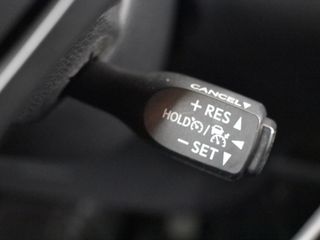 CANCEL▼
+ RES ▲
HOLD / ◄
− SET ▼